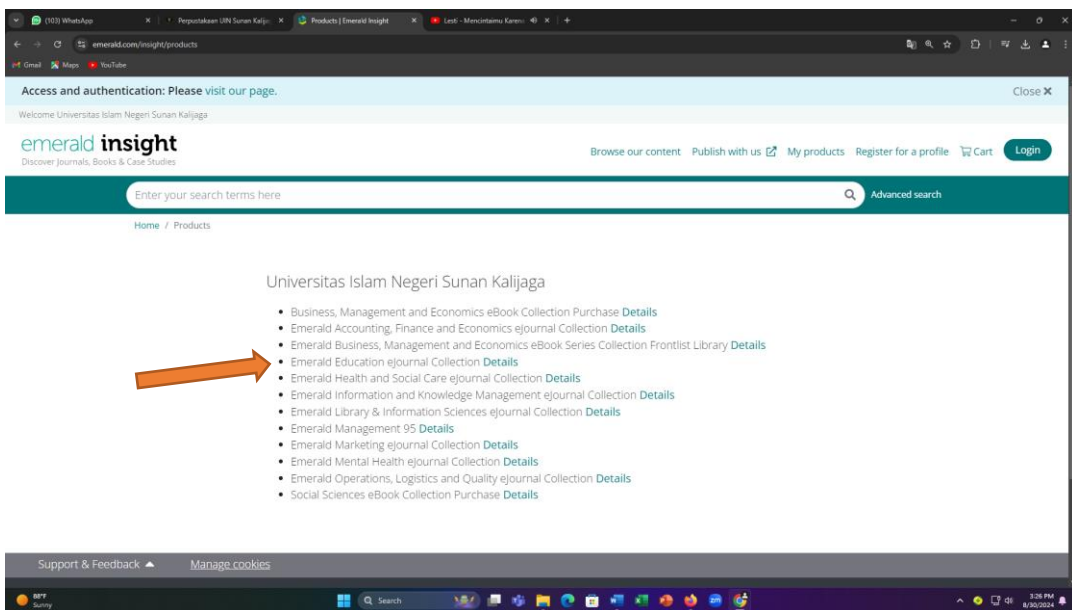 (103) WhatsApp
Perpustakaan UIN Sunan Kalijag
Products | Emerald Insight
Lesti - Mencintaimu Karena
emerald.com/insight/products
Gmail Maps YouTube
Access and authentication: Please visit our page. Close X
Welcome Universitas Islam Negeri Sunan Kalijaga
emerald insight
Discover Journals, Books & Case Studies
Browse our content Publish with us My products Register for a profile Cart Login
Enter your search terms here Advanced search
Home / Products
Universitas Islam Negeri Sunan Kalijaga
• Business, Management and Economics eBook Collection Purchase Details
• Emerald Accounting, Finance and Economics eJournal Collection Details
• Emerald Business, Management and Economics eBook Series Collection Frontlist Library Details
• Emerald Education eJournal Collection Details
• Emerald Health and Social Care eJournal Collection Details
• Emerald Information and Knowledge Management eJournal Collection Details
• Emerald Library & Information Sciences eJournal Collection Details
• Emerald Management 95 Details
• Emerald Marketing eJournal Collection Details
• Emerald Mental Health eJournal Collection Details
• Emerald Operations, Logistics and Quality eJournal Collection Details
• Social Sciences eBook Collection Purchase Details
Support & Feedback Manage cookies
88°F
Sunny
Search
3:26 PM
8/30/2024